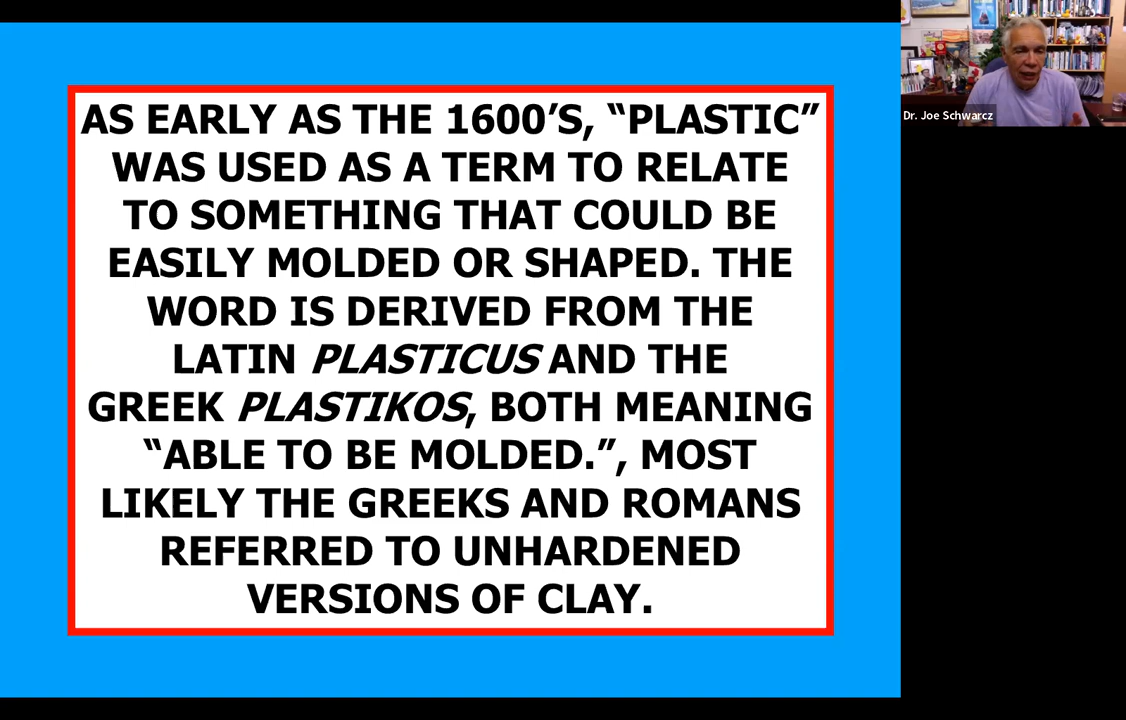 AS EARLY AS THE 1600’S, “PLASTIC”
WAS USED AS A TERM TO RELATE
TO SOMETHING THAT COULD BE
EASILY MOLDED OR SHAPED. THE
WORD IS DERIVED FROM THE
LATIN PLASTICUS AND THE
GREEK PLASTIKOS, BOTH MEANING
“ABLE TO BE MOLDED.”, MOST
LIKELY THE GREEKS AND ROMANS
REFERRED TO UNHARDENED
VERSIONS OF CLAY.
Dr. Joe Schwarcz